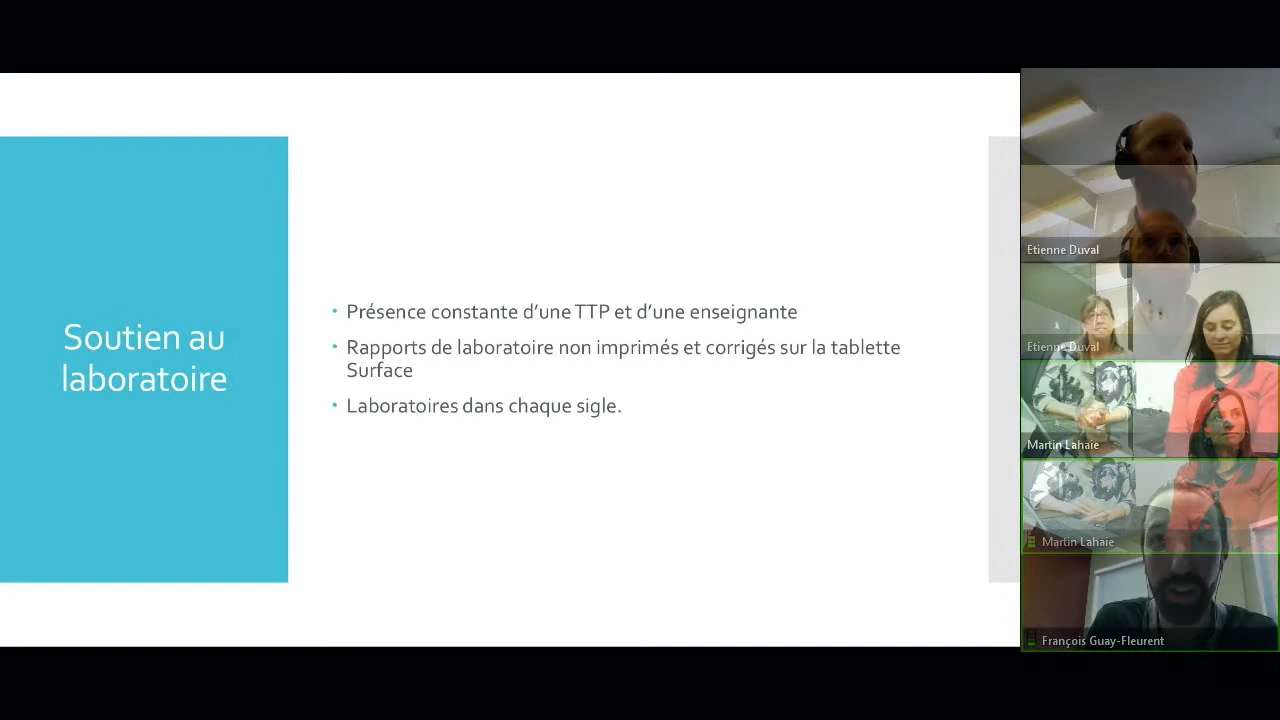 Soutien au
laboratoire
• Présence constante d'une TTP et d'une enseignante
• Rapports de laboratoire non imprimés et corrigés sur la tablette
Surface
• Laboratoires dans chaque sigle.
Etienne Duval
Etienne Duval
Martin Lahaie
Martin Lahaie
François Guay-Fleurent